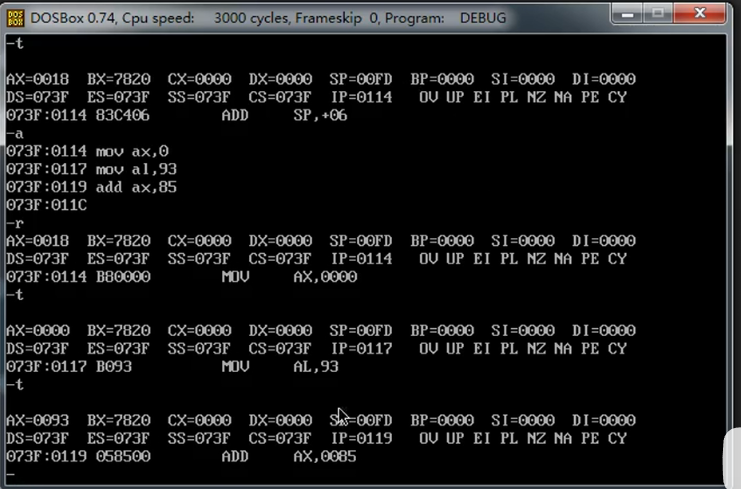 DOSBox 0.74, Cpu speed: 3000 cycles, Frameskip 0, Program: DEBUG
-t
AX=0018 BX=7820 CX=0000 DX=0000 SP=00FD BP=0000 SI=0000 DI=0000
DS=073F ES=073F SS=073F CS=073F IP=0114 OV UP EI PL NZ NA PE CY
073F:0114 83C406 ADD SP,+06
-a
073F:0114 mov ax,0
073F:0117 mov al,93
073F:0119 add ax,85
073F:011C
-r
AX=0018 BX=7820 CX=0000 DX=0000 SP=00FD BP=0000 SI=0000 DI=0000
DS=073F ES=073F SS=073F CS=073F IP=0114 OV UP EI PL NZ NA PE CY
073F:0114 B80000 MOV AX,0000
-t
AX=0000 BX=7820 CX=0000 DX=0000 SP=00FD BP=0000 SI=0000 DI=0000
DS=073F ES=073F SS=073F CS=073F IP=0117 OV UP EI PL NZ NA PE CY
073F:0117 B093 MOV AL,93
-t
AX=0093 BX=7820 CX=0000 DX=0000 SP=00FD BP=0000 SI=0000 DI=0000
DS=073F ES=073F SS=073F CS=073F IP=0119 OV UP EI PL NZ NA PE CY
073F:0119 058500 ADD AX,0085
-